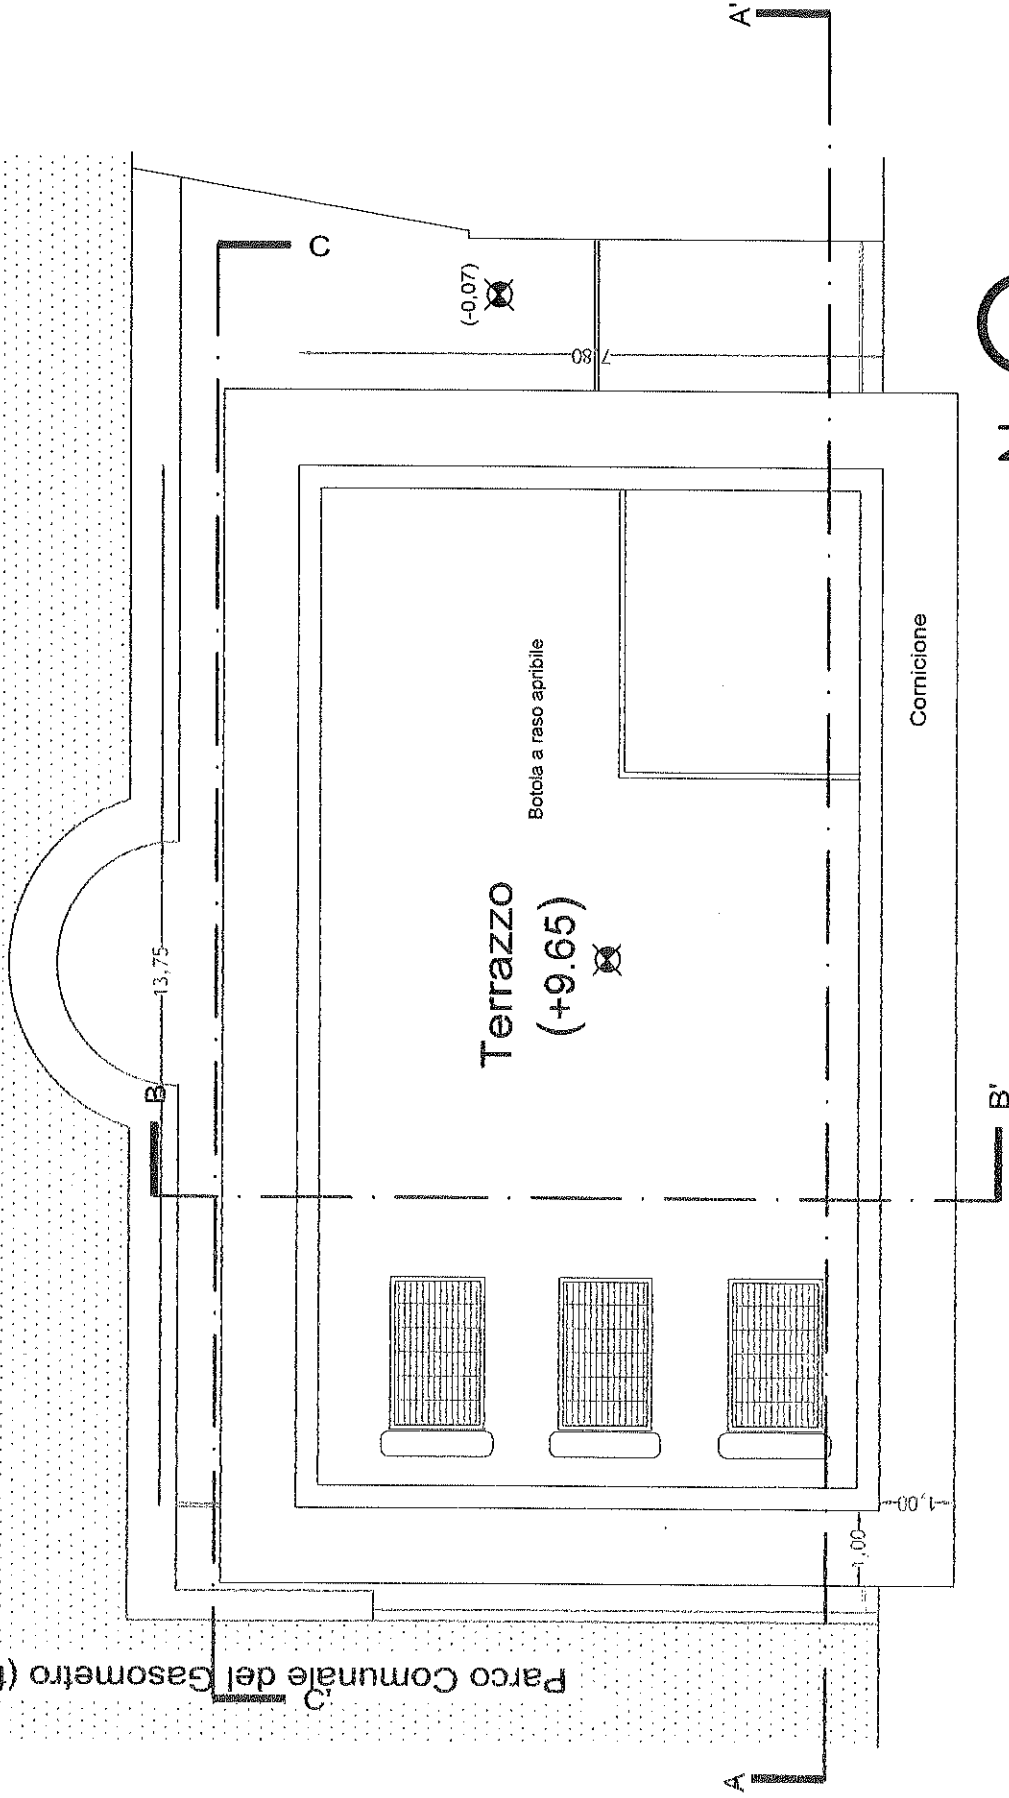 A'
C
(-0,07)
7,80
13,75
B
Botola a raso apribile
Terrazzo
(+9.65)
Cornicione
B'
1,00
1,00
Parco Comunale del Gasometro (
C'
A